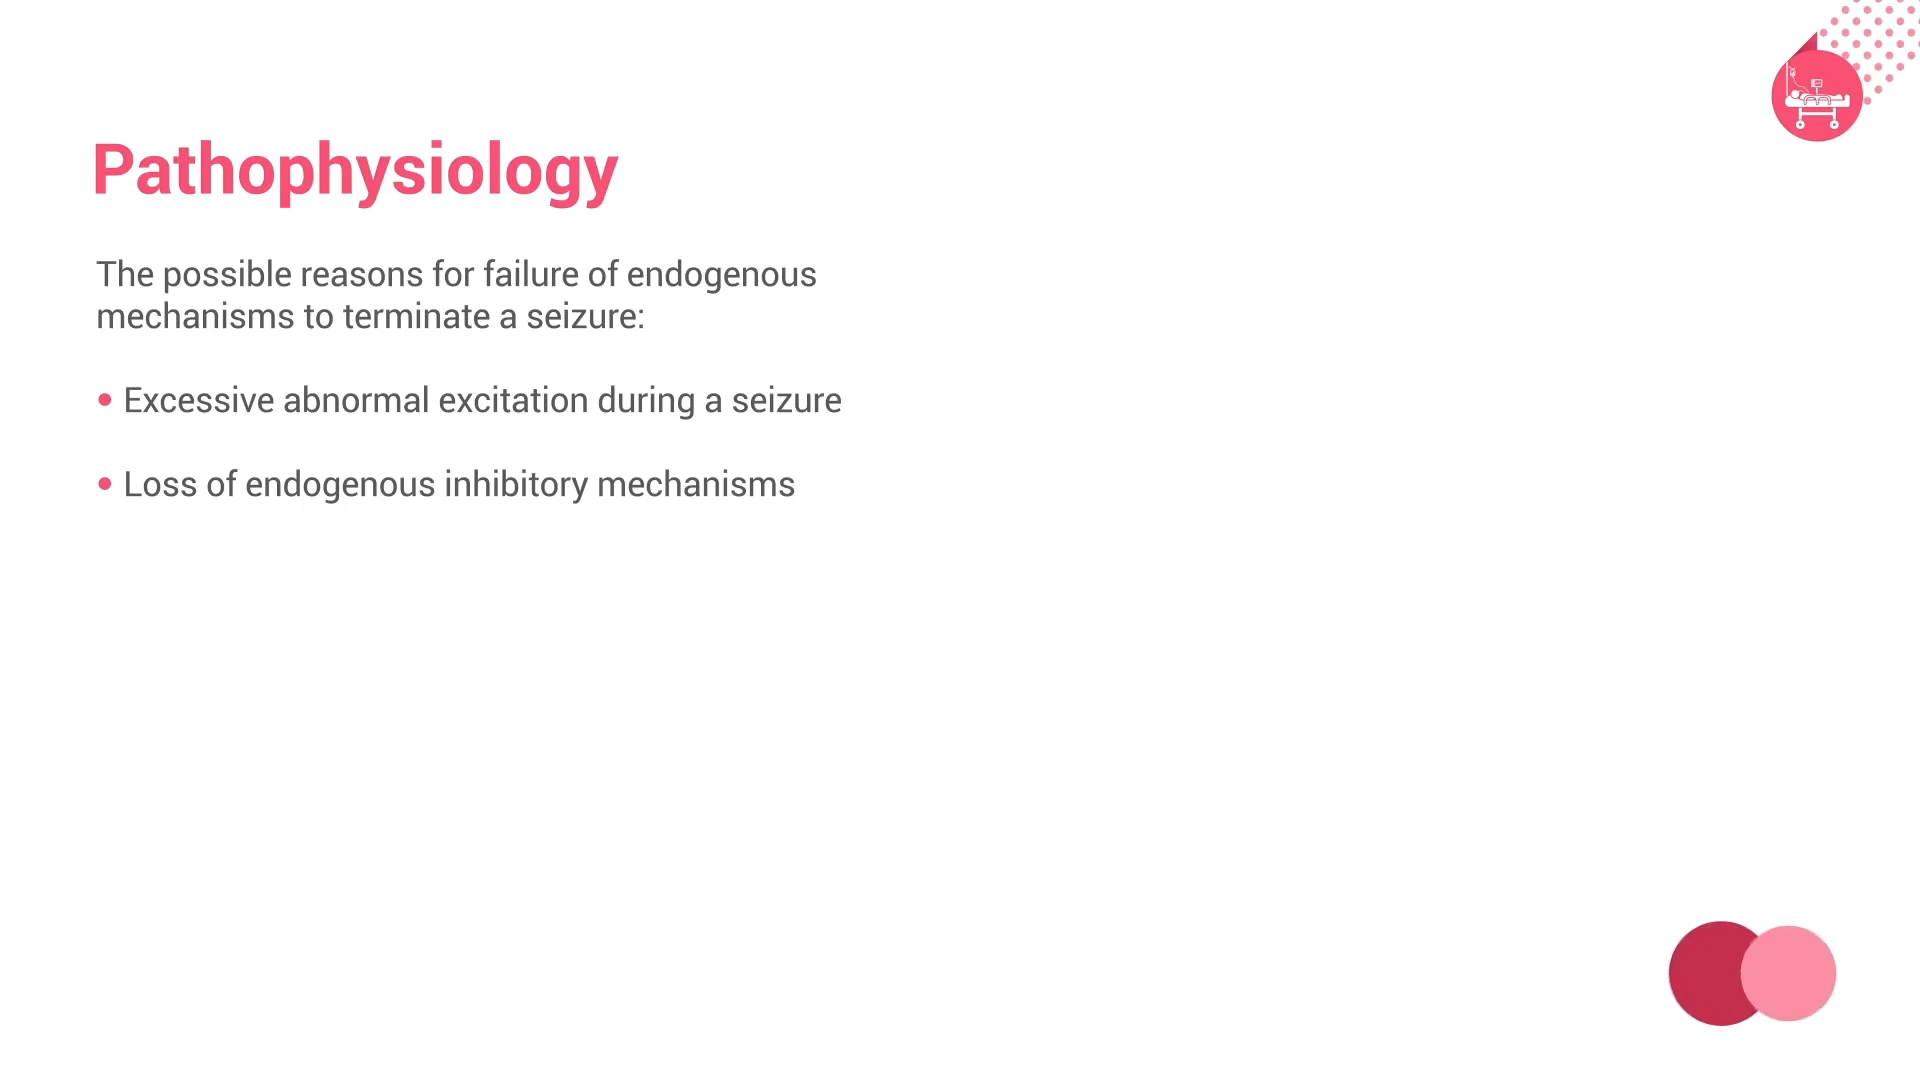 Pathophysiology
The possible reasons for failure of endogenous
mechanisms to terminate a seizure:
• Excessive abnormal excitation during a seizure
• Loss of endogenous inhibitory mechanisms